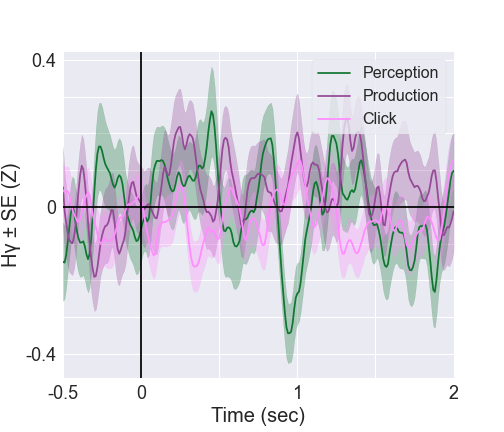 Perception
Production
Click
0.4
0
-0.4
Hγ ± SE (Z)
-0.5
0
1
2
Time (sec)